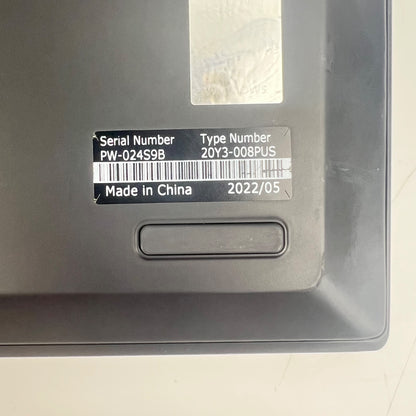 Serial Number Type Number
PW-024S9B 20Y3-008PUS
Made in China 2022/05